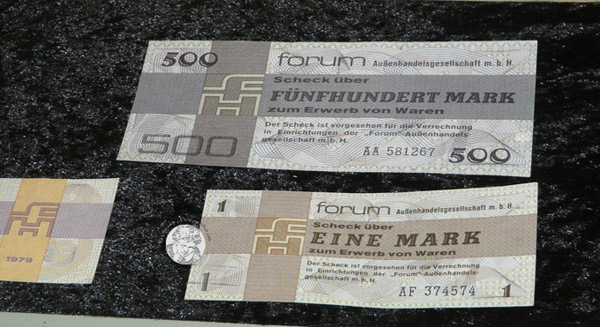 500 forum Außenhandelsgesellschaft m. b. H.
Scheck über
FÜNFHUNDERT MARK
zum Erwerb von Waren
Der Scheck ist vorgesehen für die Verrechnung
in Einrichtungen der „Forum“-Außenhandels-
gesellschaft m. b. H.
500 AA 581267 500
1979
1 forum Außenhandelsgesellschaft m. b. H.
Scheck über
EINE MARK
zum Erwerb von Waren
Der Scheck ist vorgesehen für die Verrechnung
in Einrichtungen der „Forum“-Außenhandels-
gesellschaft m. b. H.
1 AF 374574 1